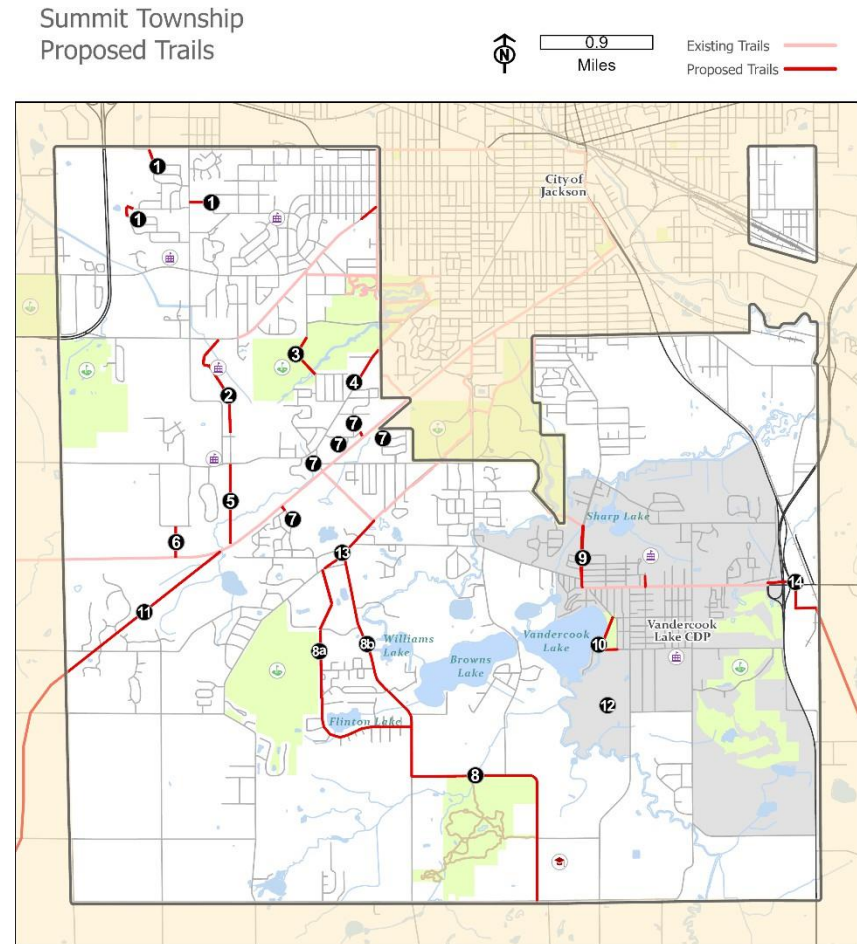 Summit Township
Proposed Trails
N
0.9
Miles
Existing Trails
Proposed Trails
City of
Jackson
1
1
1
3
4
2
7
7
7
7
5
7
6
13
Sharp Lake
9
14
11
8a
8b
Williams
Lake
Browns
Lake
Vandercook
Lake
10
Vandercook
Lake CDP
12
Flinton Lake
8